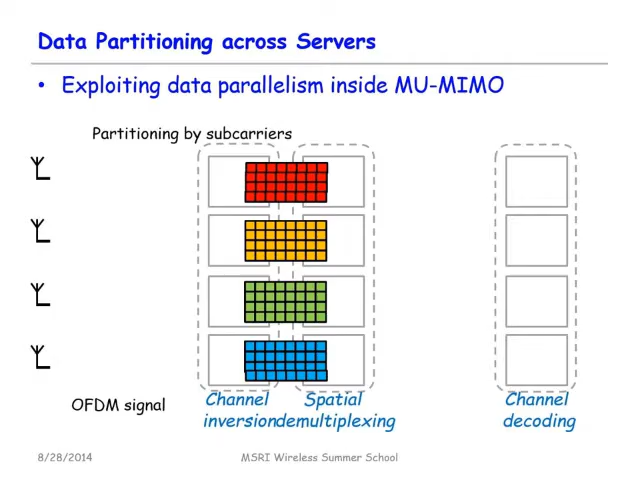 Data Partitioning across Servers
• Exploiting data parallelism inside MU-MIMO
Partitioning by subcarriers
OFDM signal
Channel inversion
Spatial demultiplexing
Channel decoding
8/28/2014
MSRI Wireless Summer School